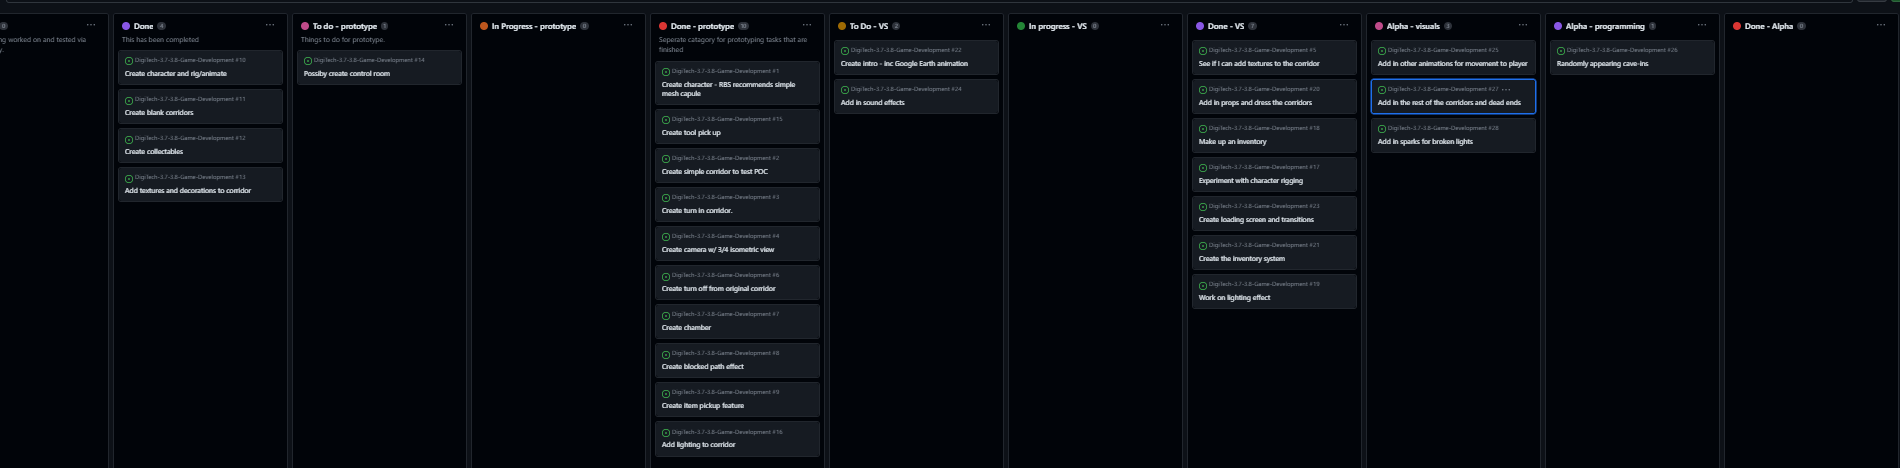 0
ng worked on and tested via
y.
Done 4
This has been completed
DigiTech-3.7-3.8-Game-Development #10
Create character and rig/animate
DigiTech-3.7-3.8-Game-Development #11
Create blank corridors
DigiTech-3.7-3.8-Game-Development #12
Create collectables
DigiTech-3.7-3.8-Game-Development #13
Add textures and decorations to corridor
To do - prototype 1
Things to do for prototype.
DigiTech-3.7-3.8-Game-Development #14
Possiby create control room
In Progress - prototype 0
Done - prototype 10
Seperate catagory for prototyping tasks that are
finished
DigiTech-3.7-3.8-Game-Development #1
Create character - RBS recommends simple
mesh capule
DigiTech-3.7-3.8-Game-Development #15
Create tool pick up
DigiTech-3.7-3.8-Game-Development #2
Create simple corridor to test POC
DigiTech-3.7-3.8-Game-Development #3
Create turn in corridor.
DigiTech-3.7-3.8-Game-Development #4
Create camera w/ 3/4 isometric view
DigiTech-3.7-3.8-Game-Development #6
Create turn off from original corridor
DigiTech-3.7-3.8-Game-Development #7
Create chamber
DigiTech-3.7-3.8-Game-Development #8
Create blocked path effect
DigiTech-3.7-3.8-Game-Development #9
Create item pickup feature
DigiTech-3.7-3.8-Game-Development #16
Add lighting to corridor
To Do - VS 2
DigiTech-3.7-3.8-Game-Development #22
Create intro - inc Google Earth animation
DigiTech-3.7-3.8-Game-Development #24
Add in sound effects
In progress - VS 0
Done - VS 7
DigiTech-3.7-3.8-Game-Development #5
See if I can add textures to the corridor
DigiTech-3.7-3.8-Game-Development #20
Add in props and dress the corridors
DigiTech-3.7-3.8-Game-Development #18
Make up an inventory
DigiTech-3.7-3.8-Game-Development #17
Experiment with character rigging
DigiTech-3.7-3.8-Game-Development #23
Create loading screen and transitions
DigiTech-3.7-3.8-Game-Development #21
Create the inventory system
DigiTech-3.7-3.8-Game-Development #19
Work on lighting effect
Alpha - visuals 3
DigiTech-3.7-3.8-Game-Development #25
Add in other animations for movement to player
DigiTech-3.7-3.8-Game-Development #27
Add in the rest of the corridors and dead ends
DigiTech-3.7-3.8-Game-Development #28
Add in sparks for broken lights
Alpha - programming 1
DigiTech-3.7-3.8-Game-Development #26
Randomly appearing cave-ins
Done - Alpha 0